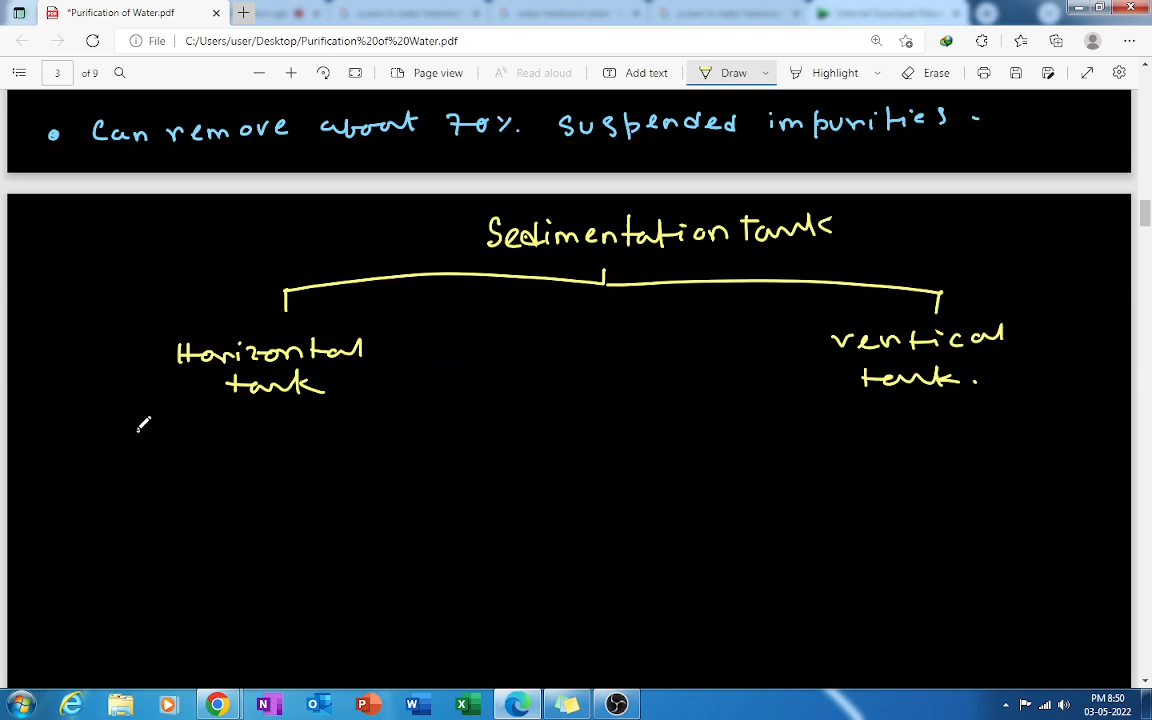 *Purification of Water.pdf
File C:/Users/user/Desktop/Purification%20of%20Water.pdf
3 of 9 Page view Read aloud Add text Draw Highlight Erase
• Can remove about 70% suspended impurities.
Sedimentation tank
Horizontal tank
vertical tank.
PM 8:50
03-05-2022